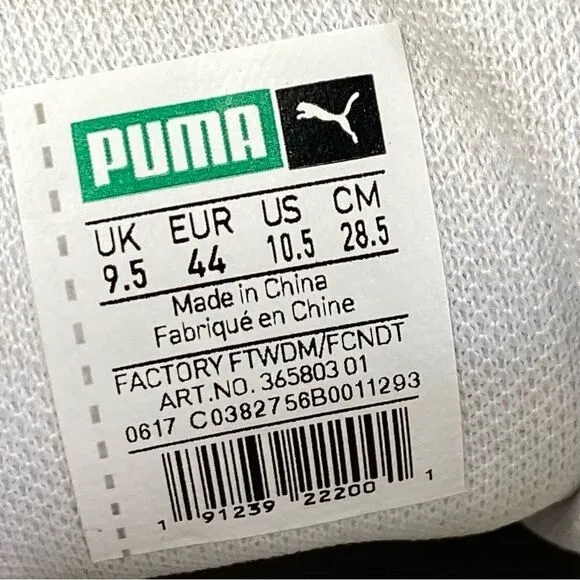 PUMA
UK EUR US CM
9.5 44 10.5 28.5
Made in China
Fabriqué en Chine
FACTORY FTWDM/FCNDT
ART.NO. 365803 01
0617 C0382756B0011293
1 91239 22200 1